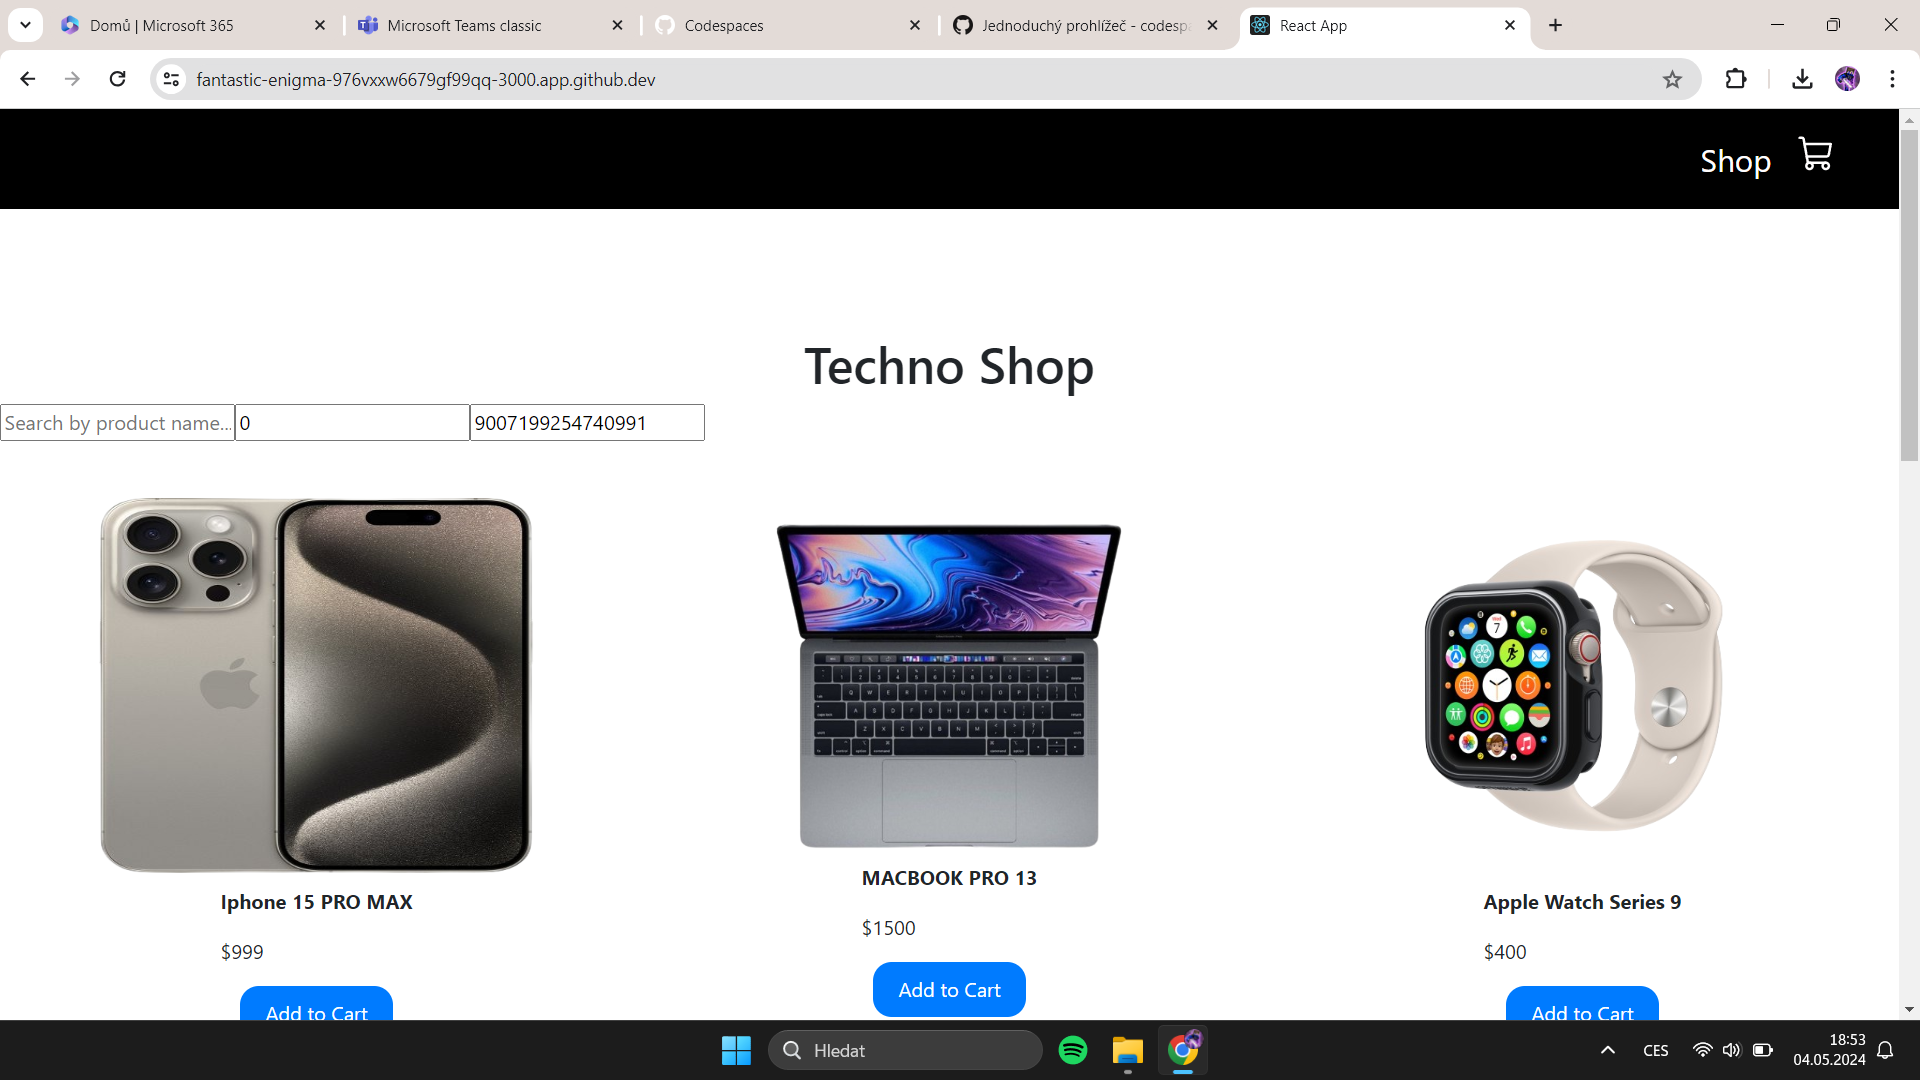 Domů | Microsoft 365
Microsoft Teams classic
Codespaces
Jednoduchý prohlížeč - codesp
React App
fantastic-enigma-976vxxw6679gf99qq-3000.app.github.dev
Shop
Techno Shop
Search by product name...
0
9007199254740991
Iphone 15 PRO MAX
$999
Add to Cart
MACBOOK PRO 13
$1500
Add to Cart
Apple Watch Series 9
$400
Add to Cart
Hledat
CES
18:53
04.05.2024